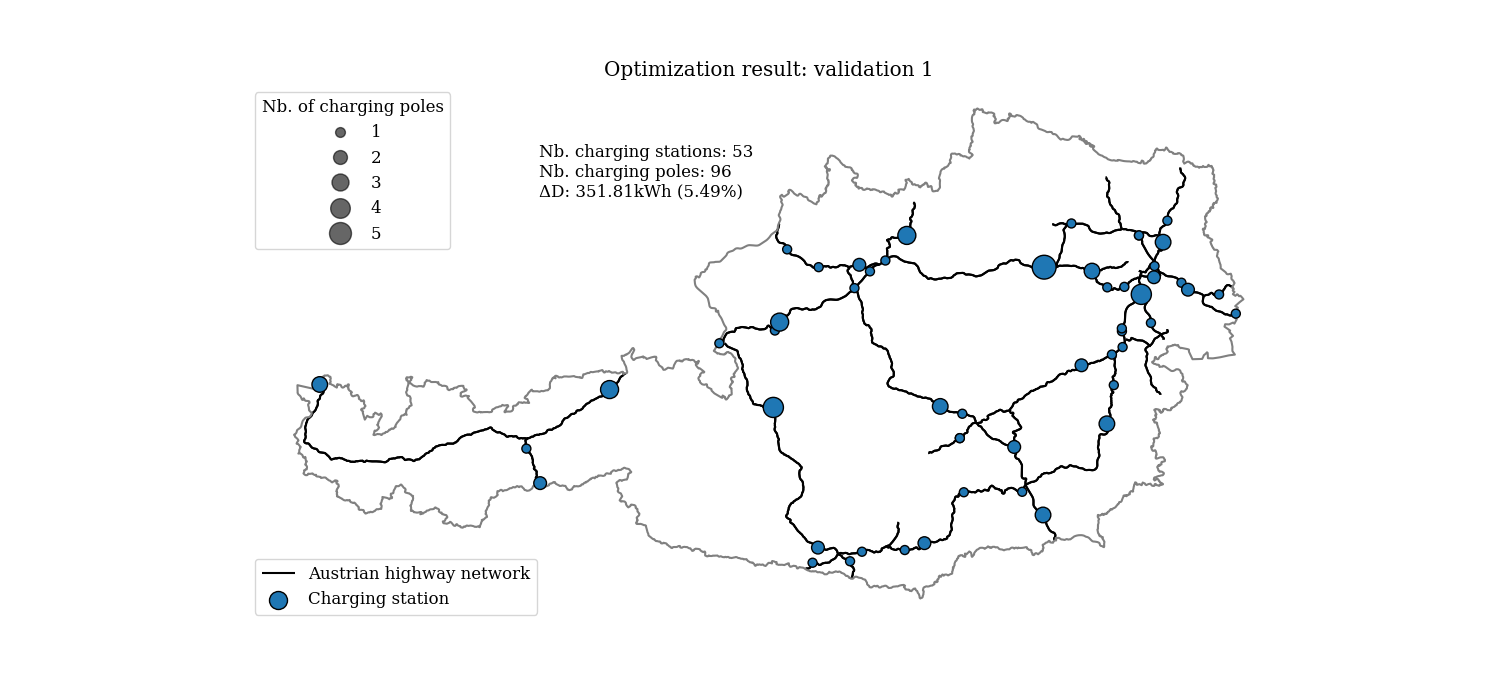 Optimization result: validation 1
Nb. of charging poles
1
2
3
4
5
Nb. charging stations: 53
Nb. charging poles: 96
ΔD: 351.81kWh (5.49%)
Austrian highway network
Charging station